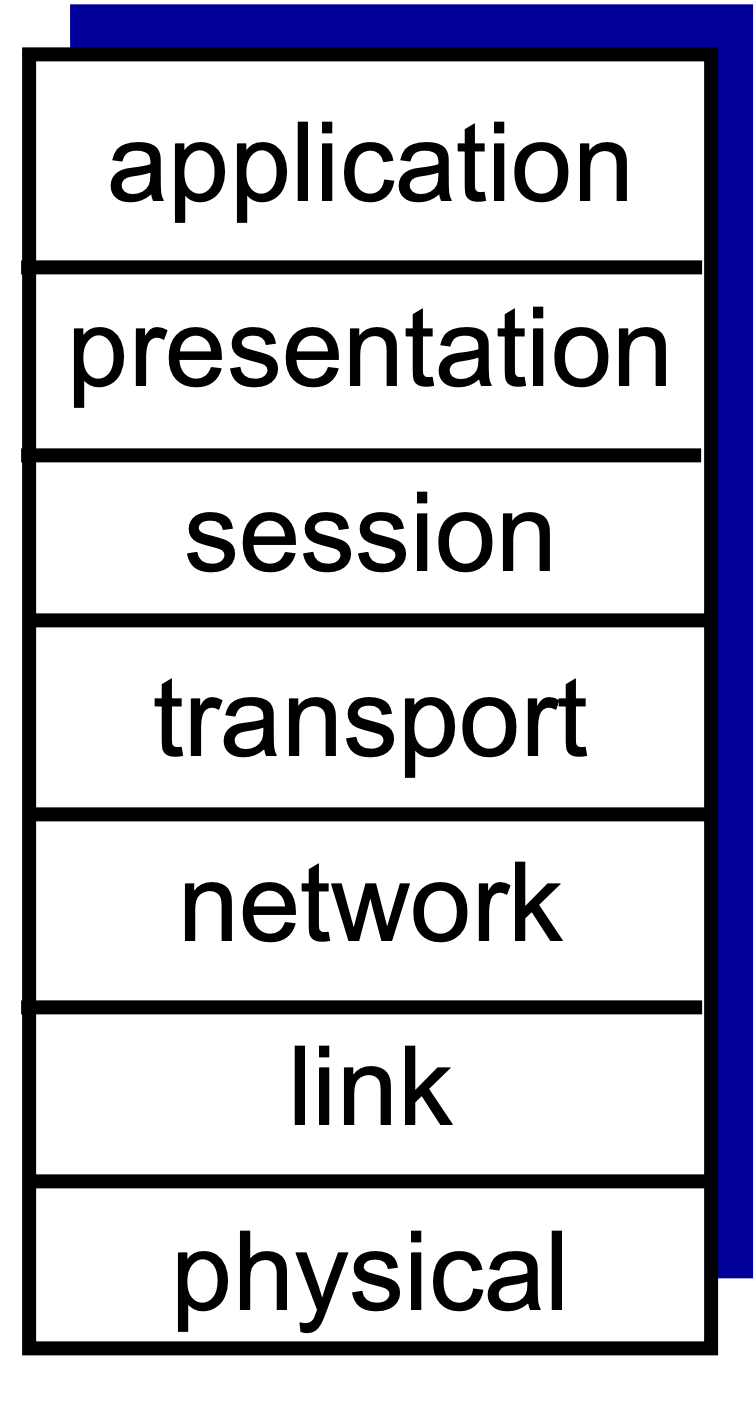 application
presentation
session
transport
network
link
physical